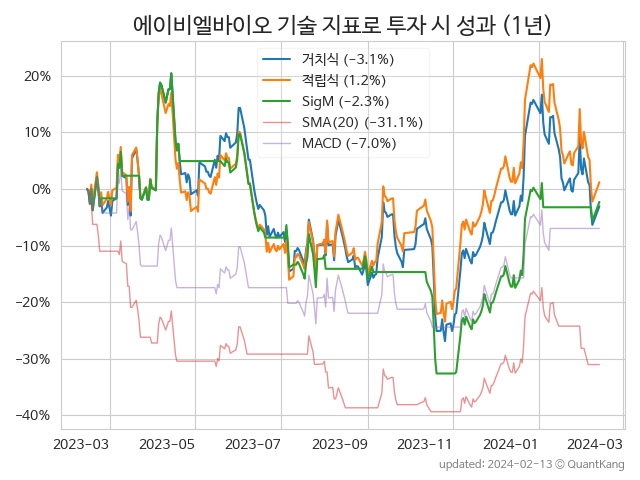 에이비엘바이오 기술 지표로 투자 시 성과 (1년)
거치식 (−3.1%)
적립식 (1.2%)
SigM (−2.3%)
SMA(20) (−31.1%)
MACD (−7.0%)
20%
10%
0%
−10%
−20%
−30%
−40%
2023-03 2023-05 2023-07 2023-09 2023-11 2024-01 2024-03
updated: 2024-02-13 © QuantKang